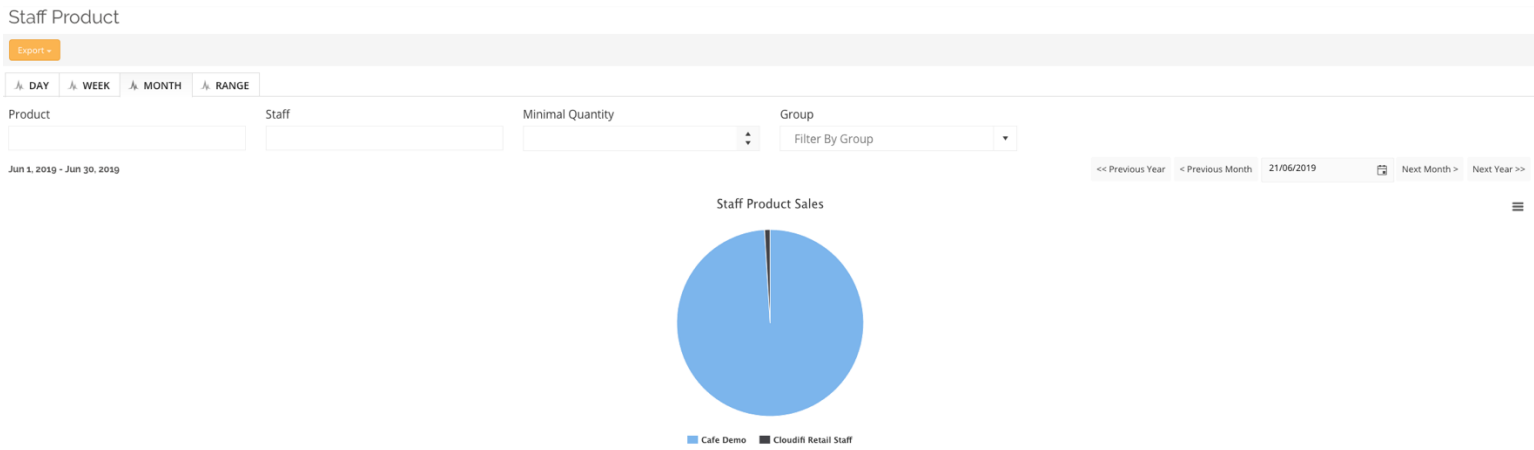 Staff Product
Export
DAY WEEK MONTH RANGE
Product Staff Minimal Quantity Group
Filter By Group
Jun 1, 2019 - Jun 30, 2019 << Previous Year < Previous Month 21/06/2019 Next Month > Next Year >>
Staff Product Sales
Cafe Demo Cloudifi Retail Staff